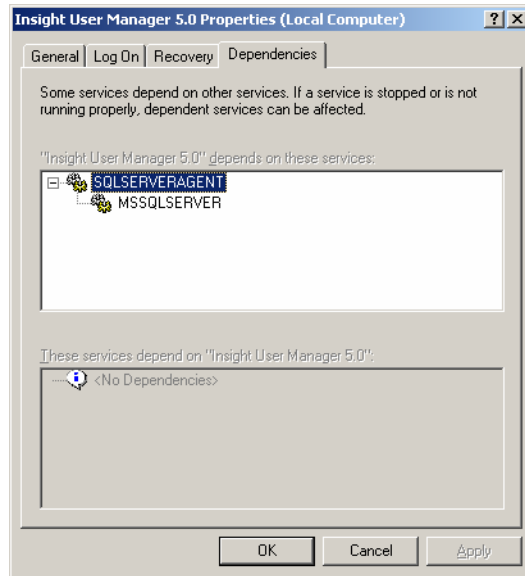 Insight User Manager 5.0 Properties (Local Computer)
General Log On Recovery Dependencies
Some services depend on other services. If a service is stopped or is not
running properly, dependent services can be affected.
"Insight User Manager 5.0" depends on these services:
SQLSERVERAGENT
MSSQLSERVER
These services depend on "Insight User Manager 5.0":
<No Dependencies>
OK Cancel Apply